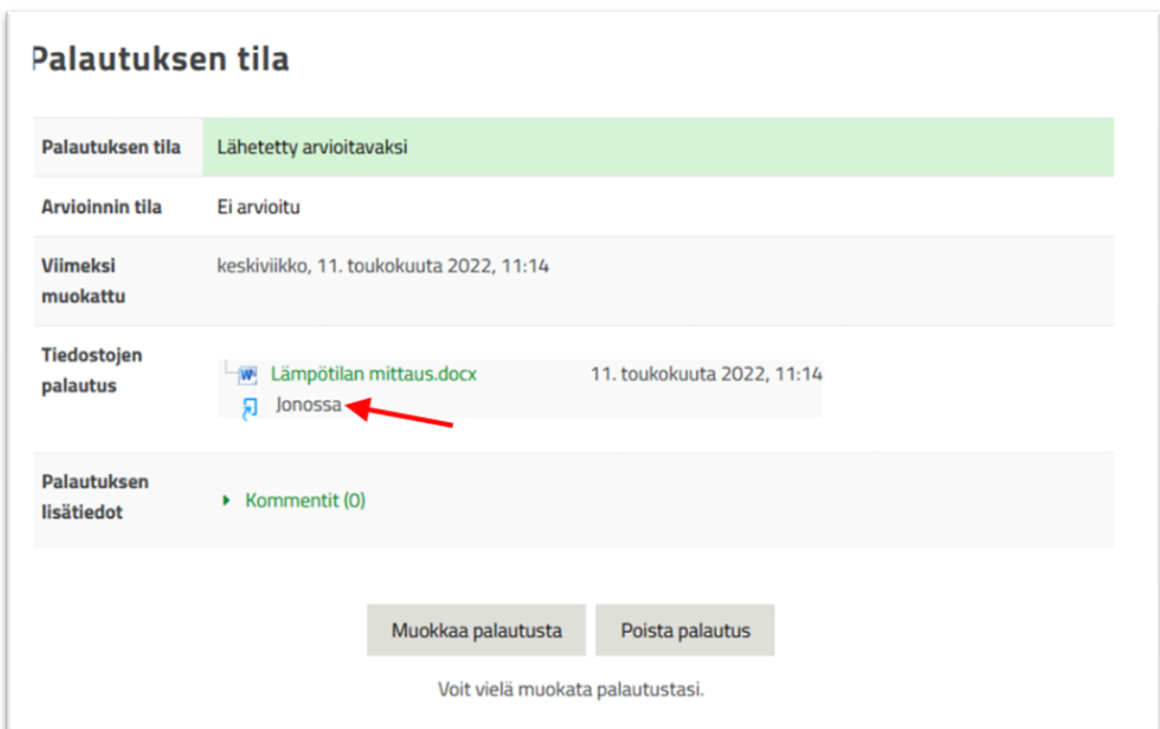 Palautuksen tila
Palautuksen tila Lähetetty arvioitavaksi
Arvioinnin tila Ei arvioitu
Viimeksi muokattu keskiviikko, 11. toukokuuta 2022, 11:14
Tiedostojen palautus
Lämpötilan mittaus.docx 11. toukokuuta 2022, 11:14
Jonossa
Palautuksen lisätiedot
Kommentit (0)
Muokkaa palautusta Poista palautus
Voit vielä muokata palautustasi.